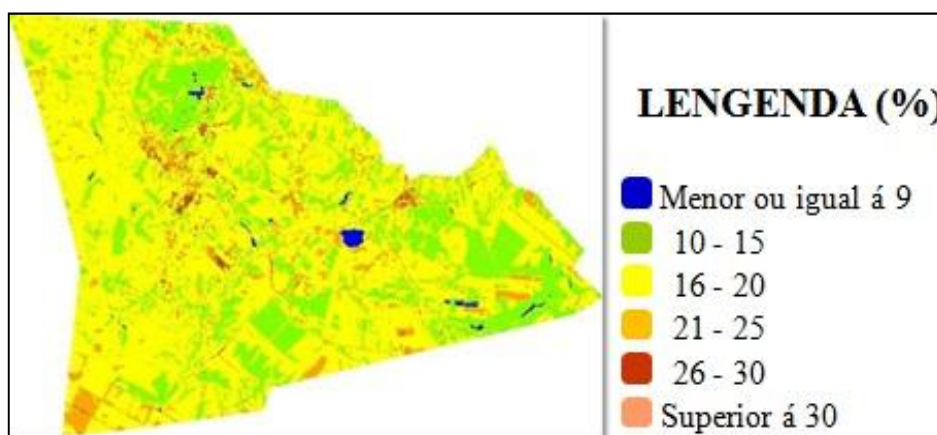 LENGENDA (%)
Menor ou igual á 9
10 - 15
16 - 20
21 - 25
26 - 30
Superior á 30